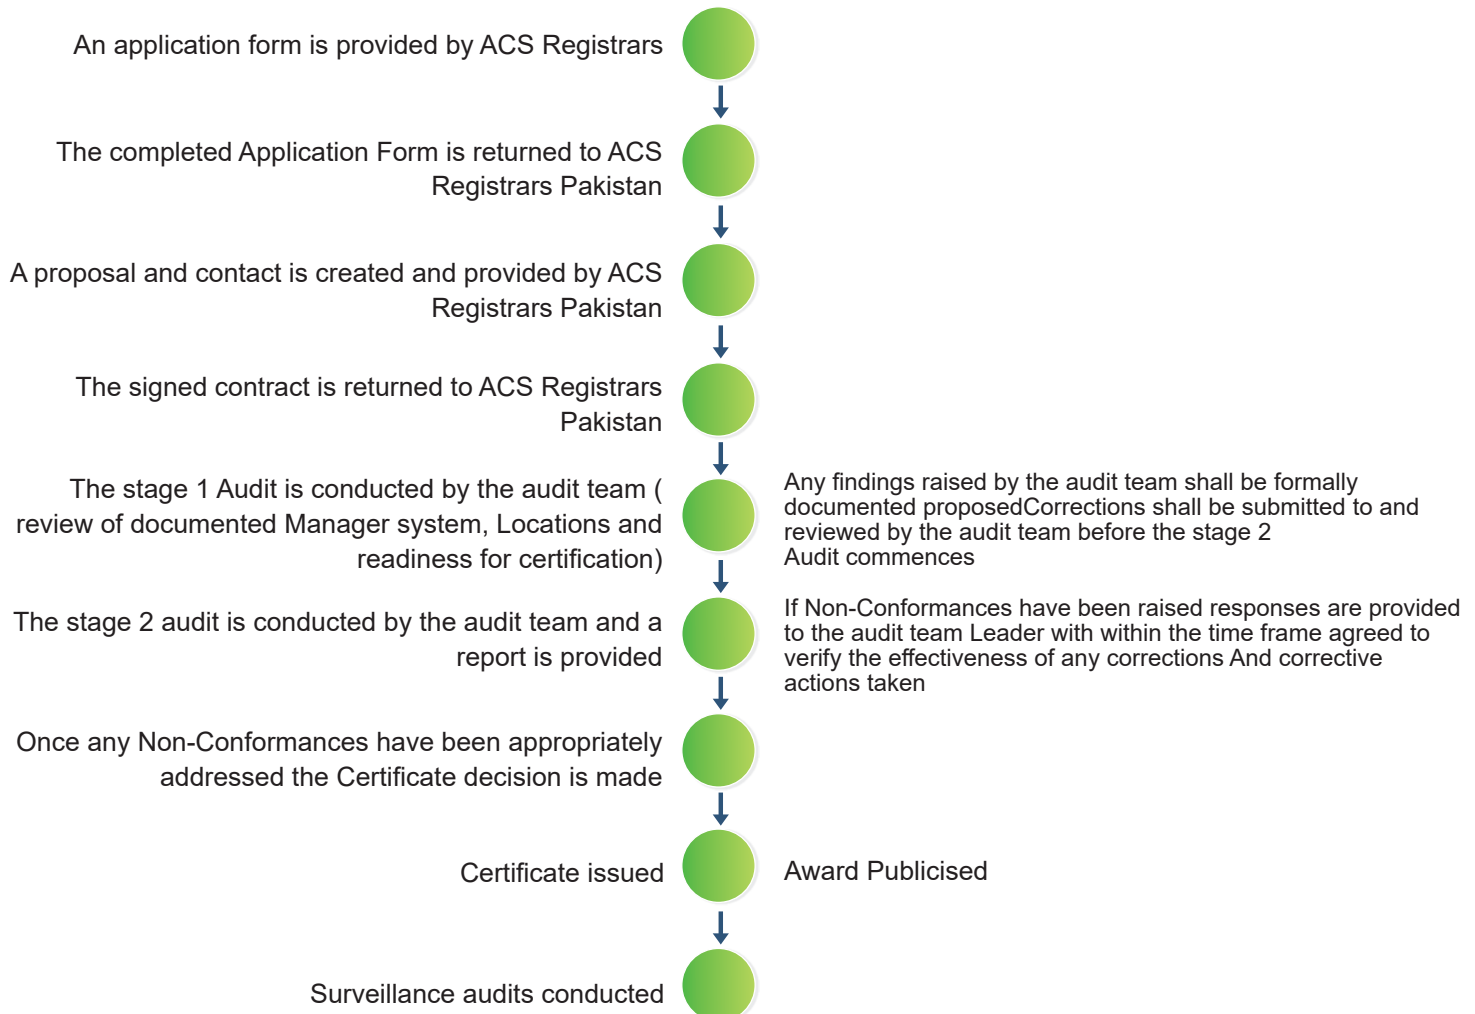 An application form is provided by ACS Registrars
The completed Application Form is returned to ACS
Registrars Pakistan
A proposal and contact is created and provided by ACS
Registrars Pakistan
The signed contract is returned to ACS Registrars
Pakistan
The stage 1 Audit is conducted by the audit team (
review of documented Manager system, Locations and
readiness for certification)
Any findings raised by the audit team shall be formally
documented proposedCorrections shall be submitted to and
reviewed by the audit team before the stage 2
Audit commences
The stage 2 audit is conducted by the audit team and a
report is provided
If Non-Conformances have been raised responses are provided
to the audit team Leader with within the time frame agreed to
verify the effectiveness of any corrections And corrective
actions taken
Once any Non-Conformances have been appropriately
addressed the Certificate decision is made
Certificate issued
Award Publicised
Surveillance audits conducted